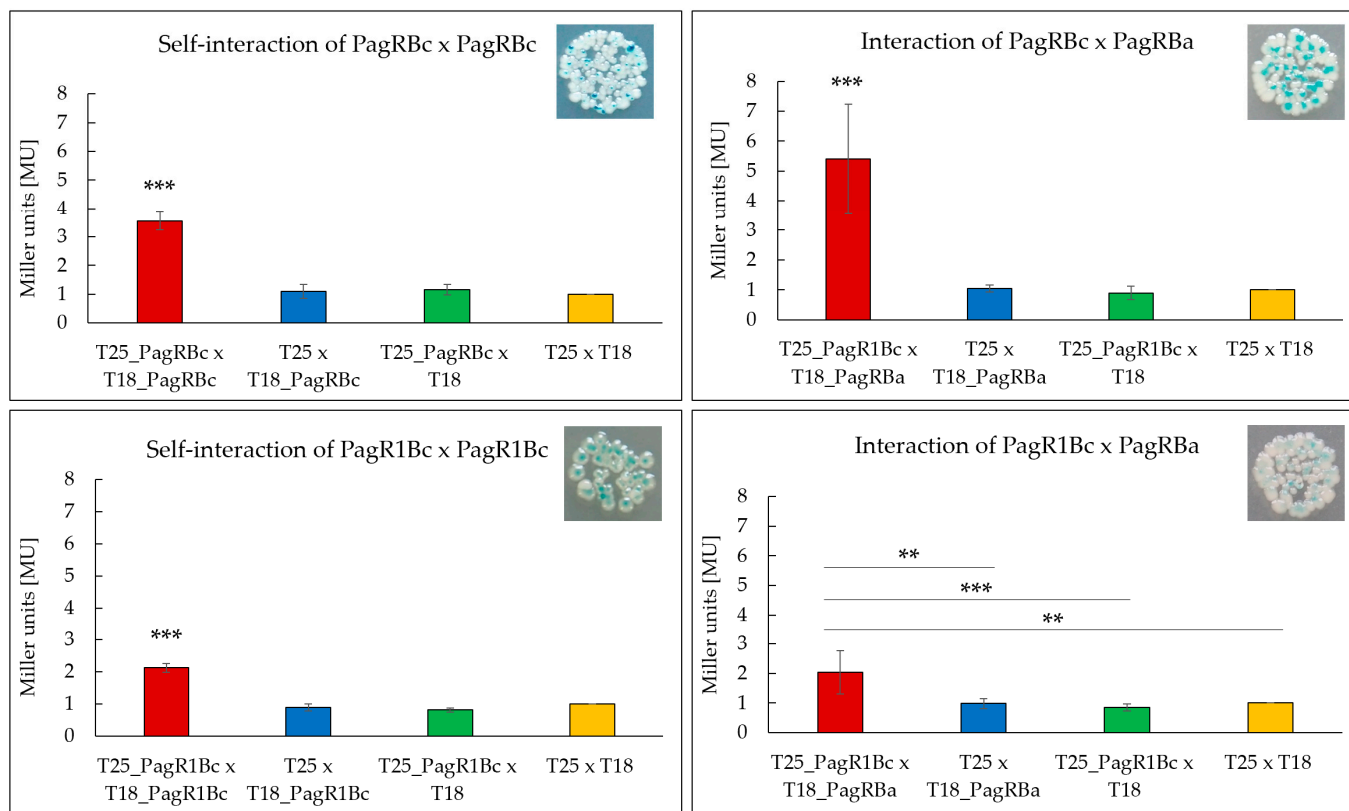 Self-interaction of PagRBc x PagRBc
***
Miller units [MU]
8
7
6
5
4
3
2
1
0
T25_PagRBc x
T18_PagRBc
T25 x
T18_PagRBc
T25_PagRBc x
T18
T25 x T18
Interaction of PagRBc x PagRBa
***
Miller units [MU]
8
7
6
5
4
3
2
1
0
T25_PagR1Bc x
T18_PagRBa
T25 x
T18_PagRBa
T25_PagR1Bc x
T18
T25 x T18
Self-interaction of PagR1Bc x PagR1Bc
***
Miller units [MU]
8
7
6
5
4
3
2
1
0
T25_PagR1Bc x
T18_PagR1Bc
T25 x
T18_PagR1Bc
T25_PagR1Bc x
T18
T25 x T18
Interaction of PagR1Bc x PagRBa
**
***
**
Miller units [MU]
8
7
6
5
4
3
2
1
0
T25_PagR1Bc x
T18_PagRBa
T25 x
T18_PagRBa
T25_PagR1Bc x
T18
T25 x T18